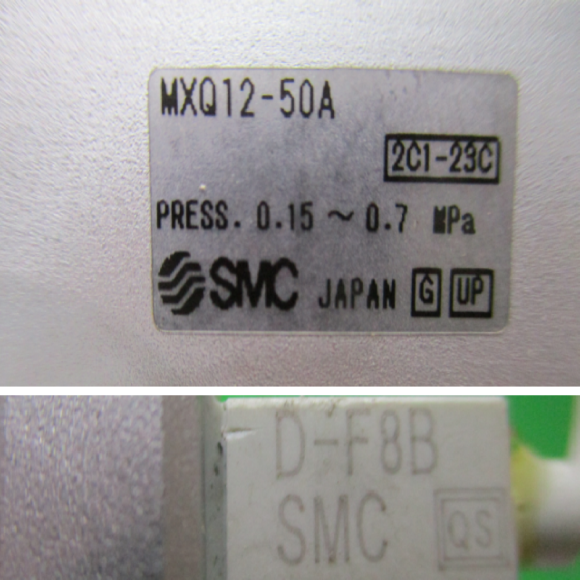 MXQ12-50A
2C1-23C
PRESS. 0.15 ~ 0.7 MPa
SMC JAPAN G UP
D-F8B
SMC QS